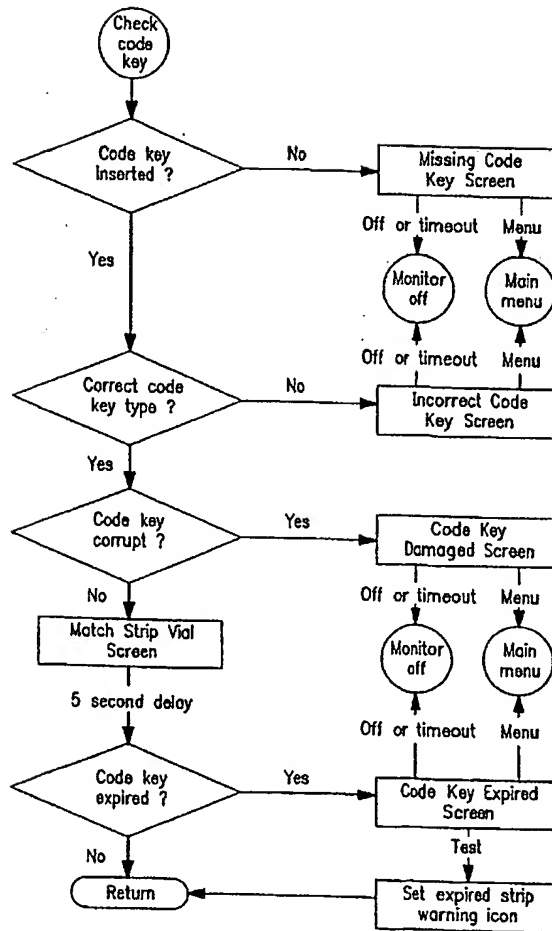 Check
code
key
Code key
Inserted ?
No
Missing Code
Key Screen
Off or timeout
Menu
Yes
Monitor
off
Main
menu
Off or timeout
Menu
Correct code
key type ?
No
Incorrect Code
Key Screen
Yes
Code key
corrupt ?
Yes
Code Key
Damaged Screen
No
Off or timeout
Menu
Match Strip Vial
Screen
Monitor
off
Main
menu
5 second delay
Off or timeout
Menu
Code key
expired ?
Yes
Code Key Expired
Screen
No
Test
Return
Set expired strip
warning icon